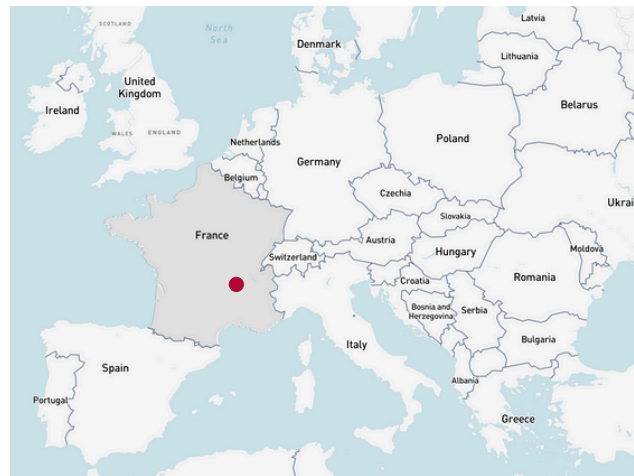 SCOTLAND
North
Sea
Denmark
Latvia
Lithuania
United
Kingdom
Ireland
Belarus
WALES
ENGLAND
Netherlands
Poland
Germany
Belgium
Czechia
Ukrai
Slovakia
France
Austria
Switzerland
Hungary
Moldova
Romania
Croatia
Bosnia and
Herzegovina
Serbia
Italy
Bulgaria
Spain
Albania
Portugal
Greece